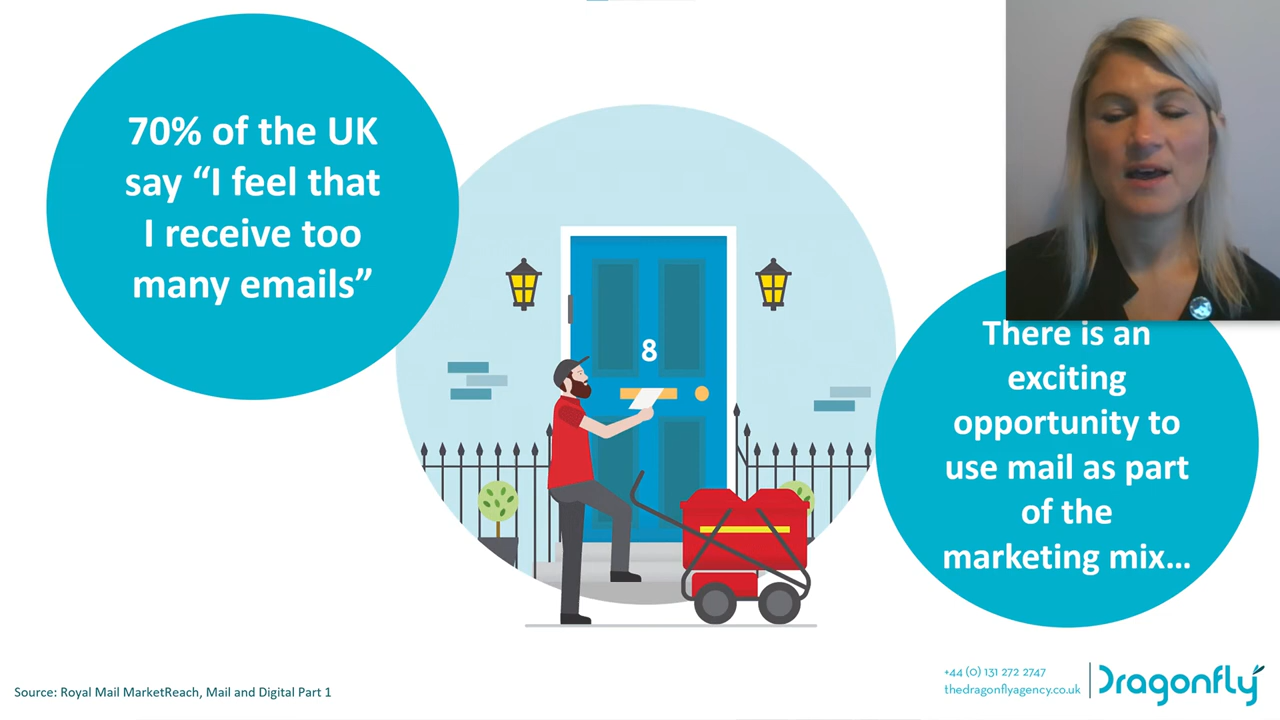 70% of the UK
say “I feel that
I receive too
many emails”
8
There is an
exciting
opportunity to
use mail as part
of the
marketing mix…
Source: Royal Mail MarketReach, Mail and Digital Part 1
+44 (0) 131 272 2747
thedragonflyagency.co.uk
Dragonfly